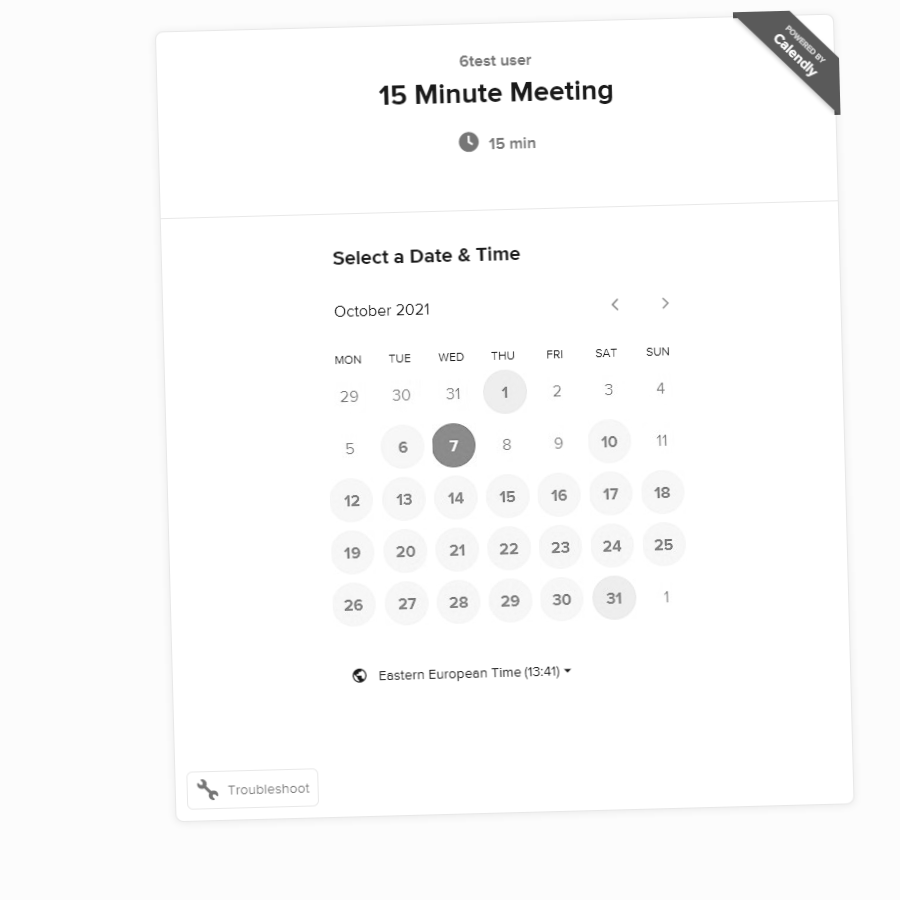 6test user
15 Minute Meeting
15 min
POWERED BY
Calendly
Select a Date & Time
October 2021
MON TUE WED THU FRI SAT SUN
29 30 31 1 2 3 4
5 6 7 8 9 10 11
12 13 14 15 16 17 18
19 20 21 22 23 24 25
26 27 28 29 30 31 1
Eastern European Time (13:41)
Troubleshoot